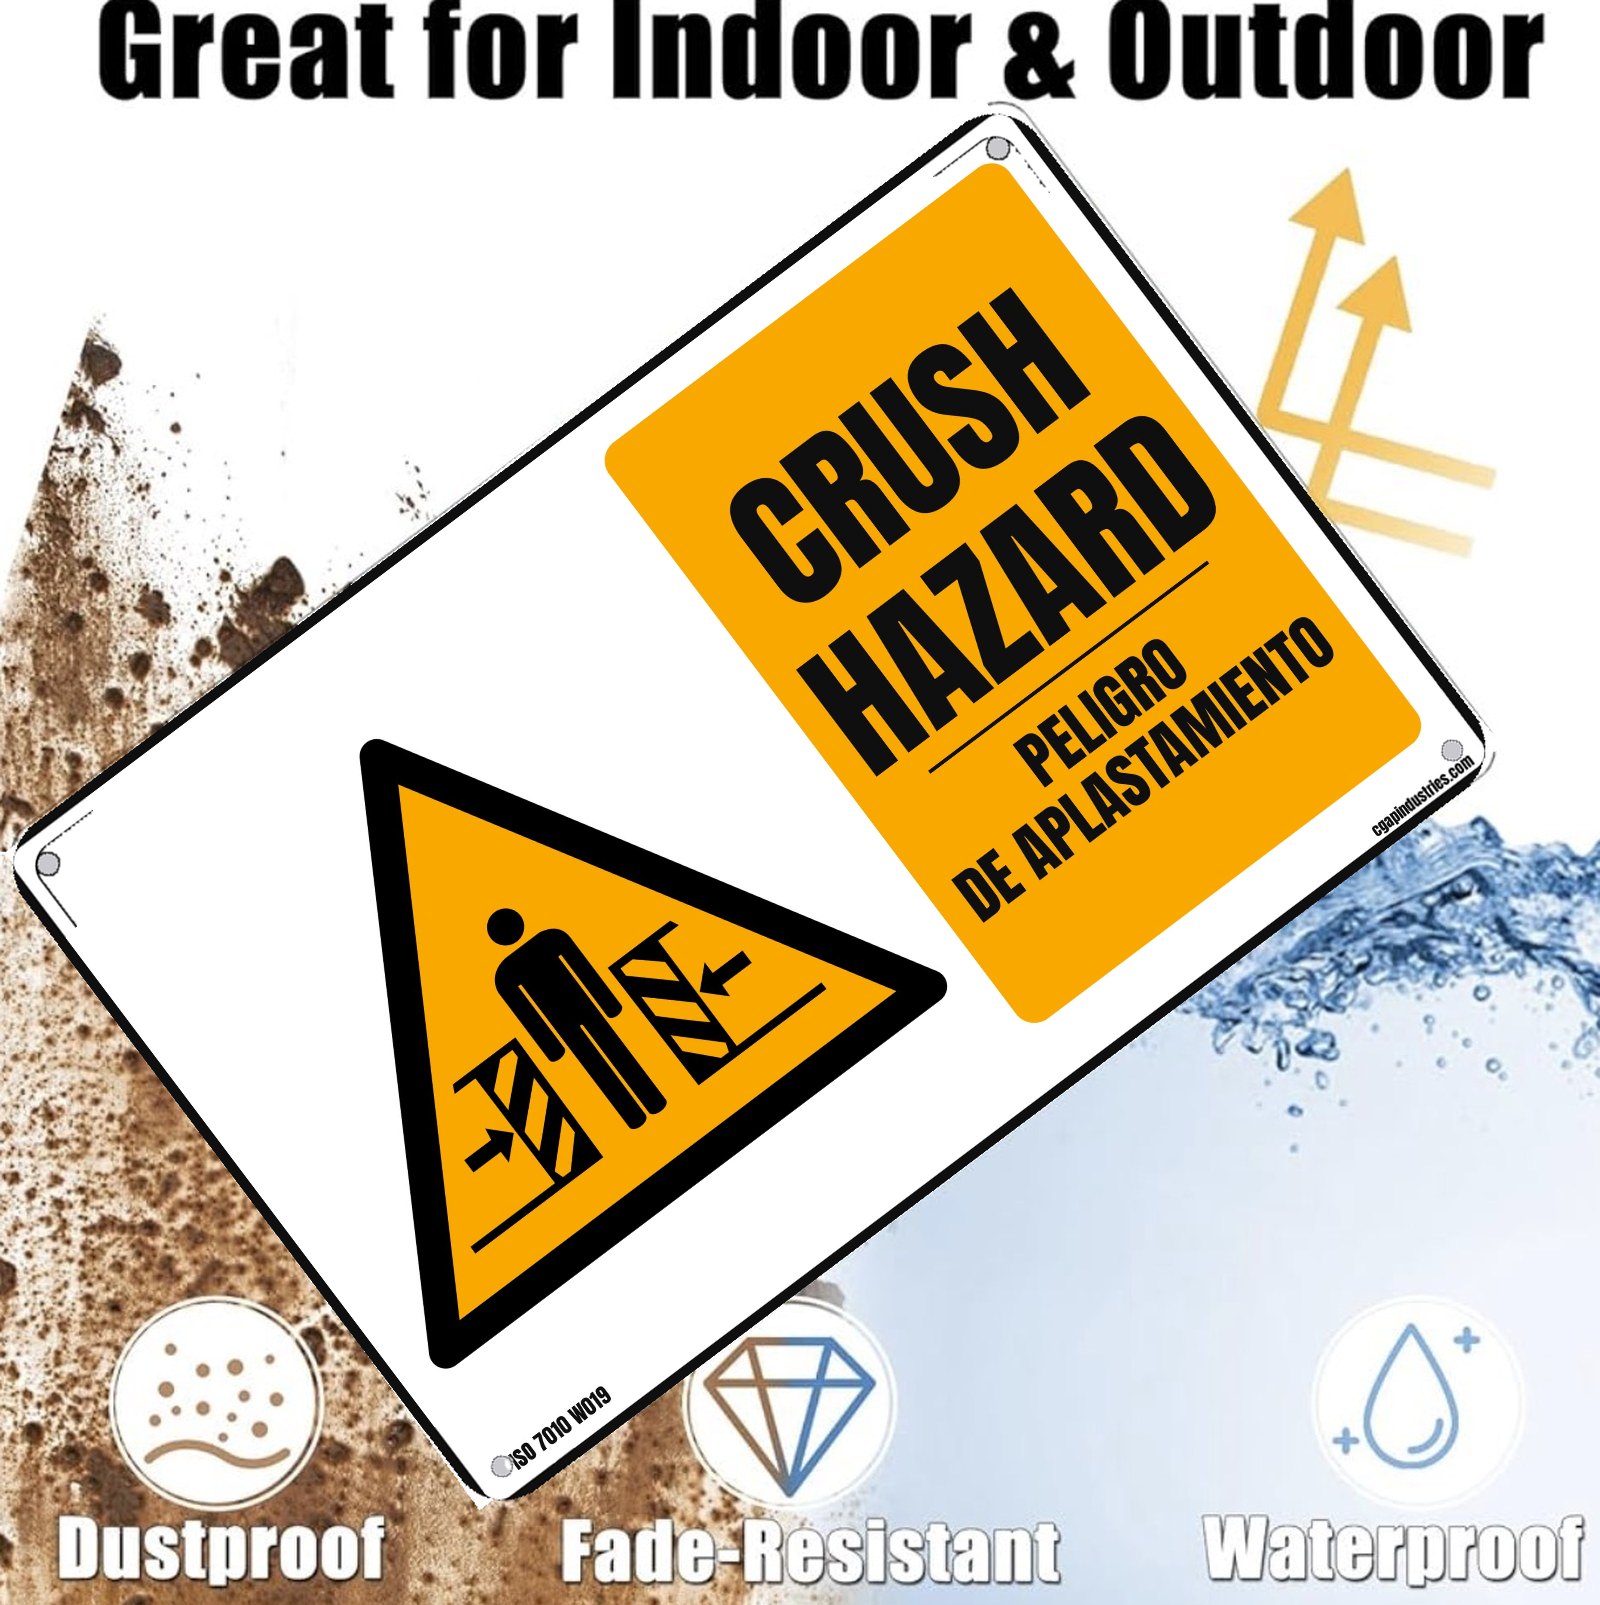 Great for Indoor & Outdoor
CRUSH
HAZARD
PELIGRO
DE APLASTAMIENTO
cgapindustries.com
ISO 7010 W019
Dustproof
Fade-Resistant
Waterproof